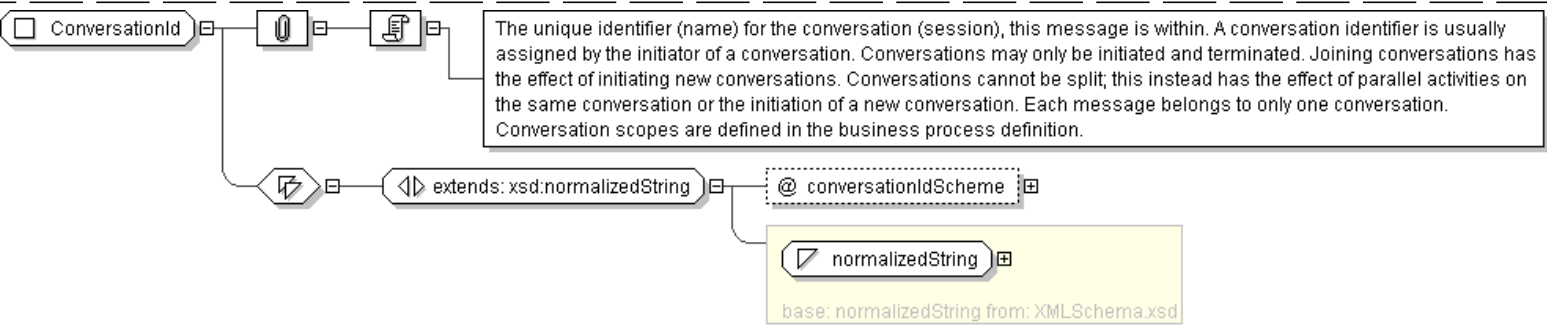 ConversationId
The unique identifier (name) for the conversation (session), this message is within. A conversation identifier is usually
assigned by the initiator of a conversation. Conversations may only be initiated and terminated. Joining conversations has
the effect of initiating new conversations. Conversations cannot be split; this instead has the effect of parallel activities on
the same conversation or the initiation of a new conversation. Each message belongs to only one conversation.
Conversation scopes are defined in the business process definition.
extends: xsd:normalizedString
@ conversationIdScheme
normalizedString
base: normalizedString from: XMLSchema.xsd